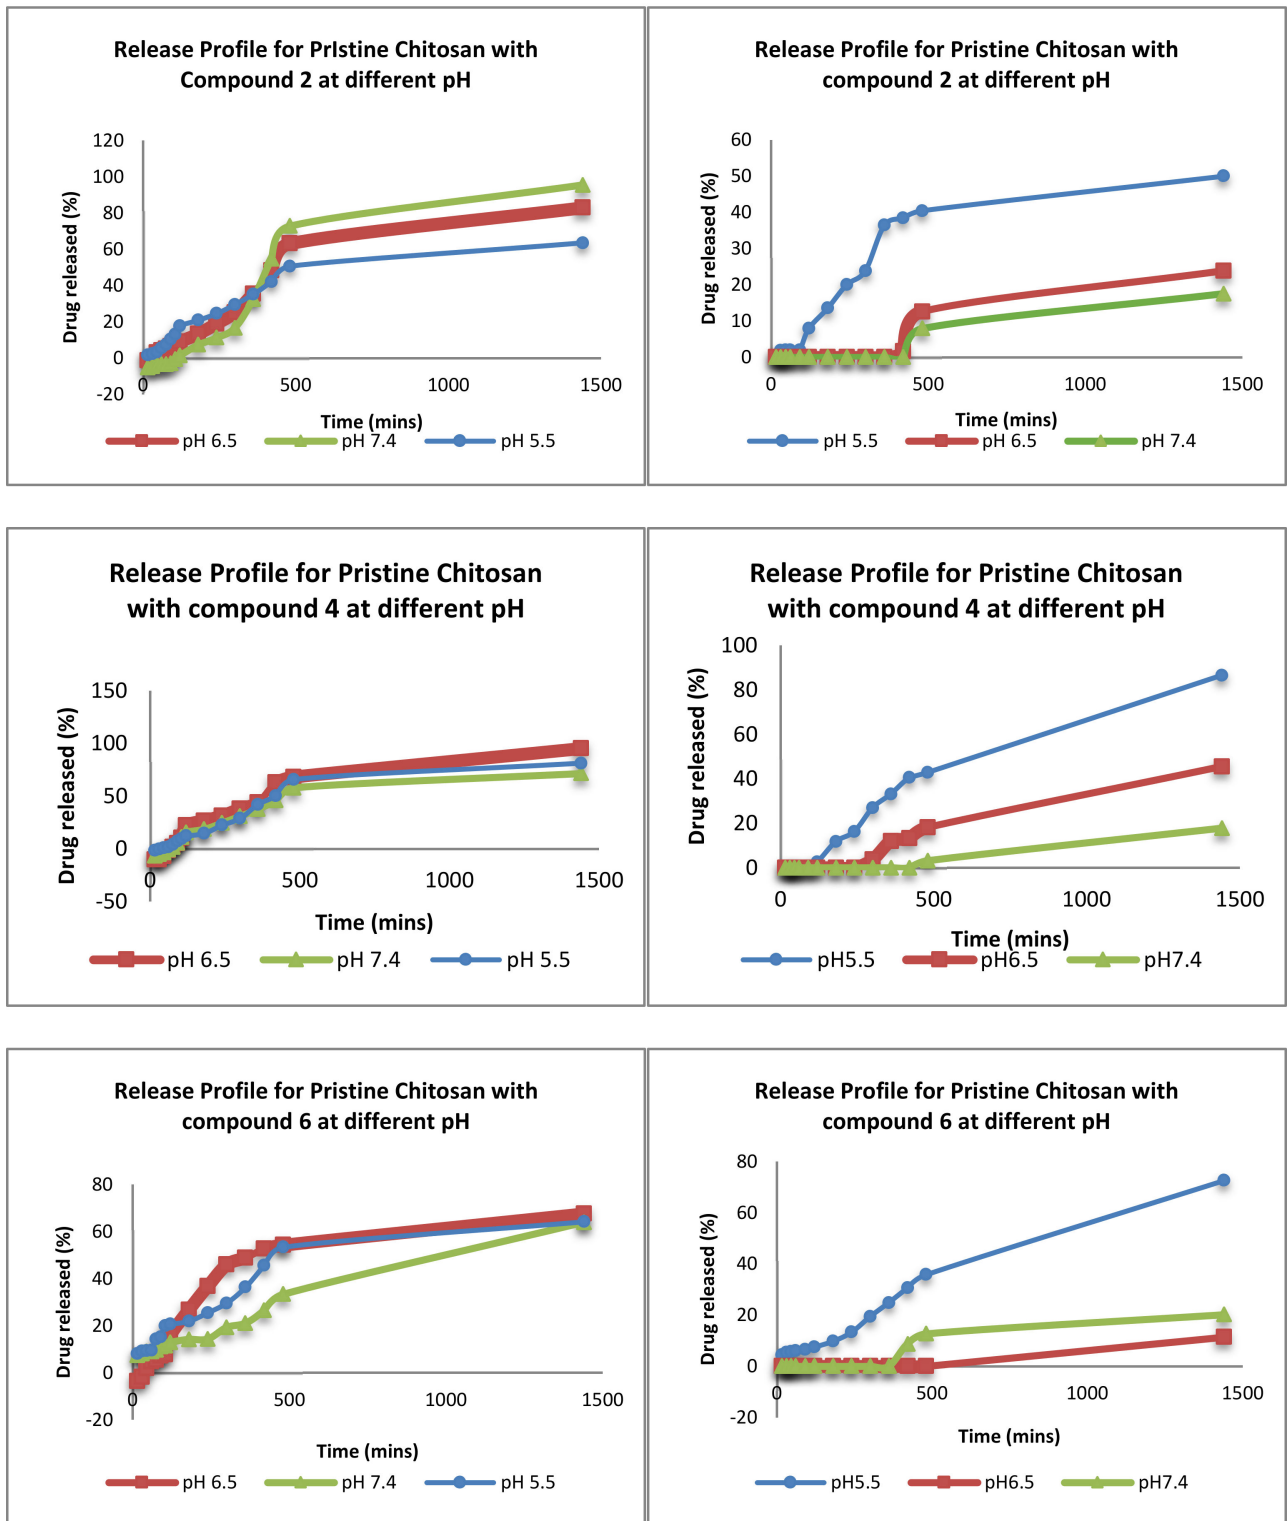 Release Profile for PrIstine Chitosan with
Compound 2 at different pH
Drug released (%)
120
100
80
60
40
20
0
-20
0
500
1000
1500
Time (mins)
pH 6.5
pH 7.4
pH 5.5
Release Profile for Pristine Chitosan with
compound 2 at different pH
Drug released (%)
60
50
40
30
20
10
0
0
500
1000
1500
Time (mins)
pH 5.5
pH 6.5
pH 7.4
Release Profile for Pristine Chitosan
with compound 4 at different pH
Drug released (%)
150
100
50
0
-50
0
500
1000
1500
Time (mins)
pH 6.5
pH 7.4
pH 5.5
Release Profile for Pristine Chitosan
with compound 4 at different pH
Drug released (%)
100
80
60
40
20
0
0
500
1000
1500
Time (mins)
pH5.5
pH6.5
pH7.4
Release Profile for Pristine Chitosan with
compound 6 at different pH
Drug released (%)
80
60
40
20
0
-20
0
500
1000
1500
Time (mins)
pH 6.5
pH 7.4
pH 5.5
Release Profile for Pristine Chitosan with
compound 6 at different pH
Drug released (%)
80
60
40
20
0
-20
0
500
1000
1500
Time (mins)
pH5.5
pH6.5
pH7.4